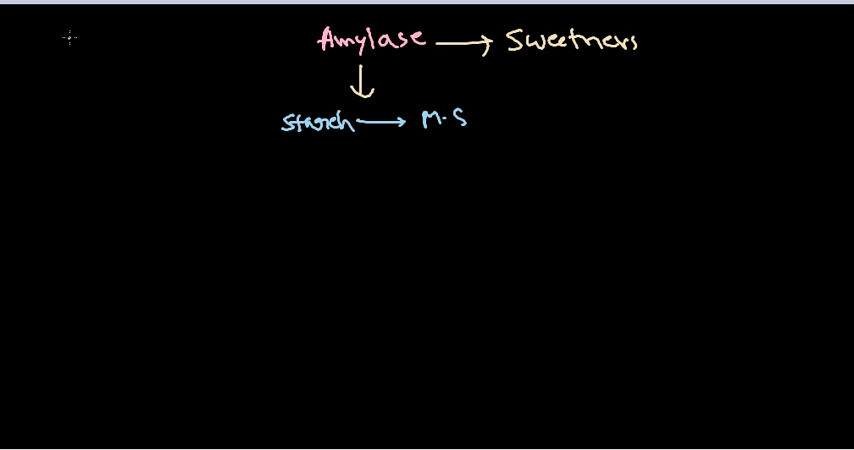 Amylase → Sweetners
↓
Starch → M.S